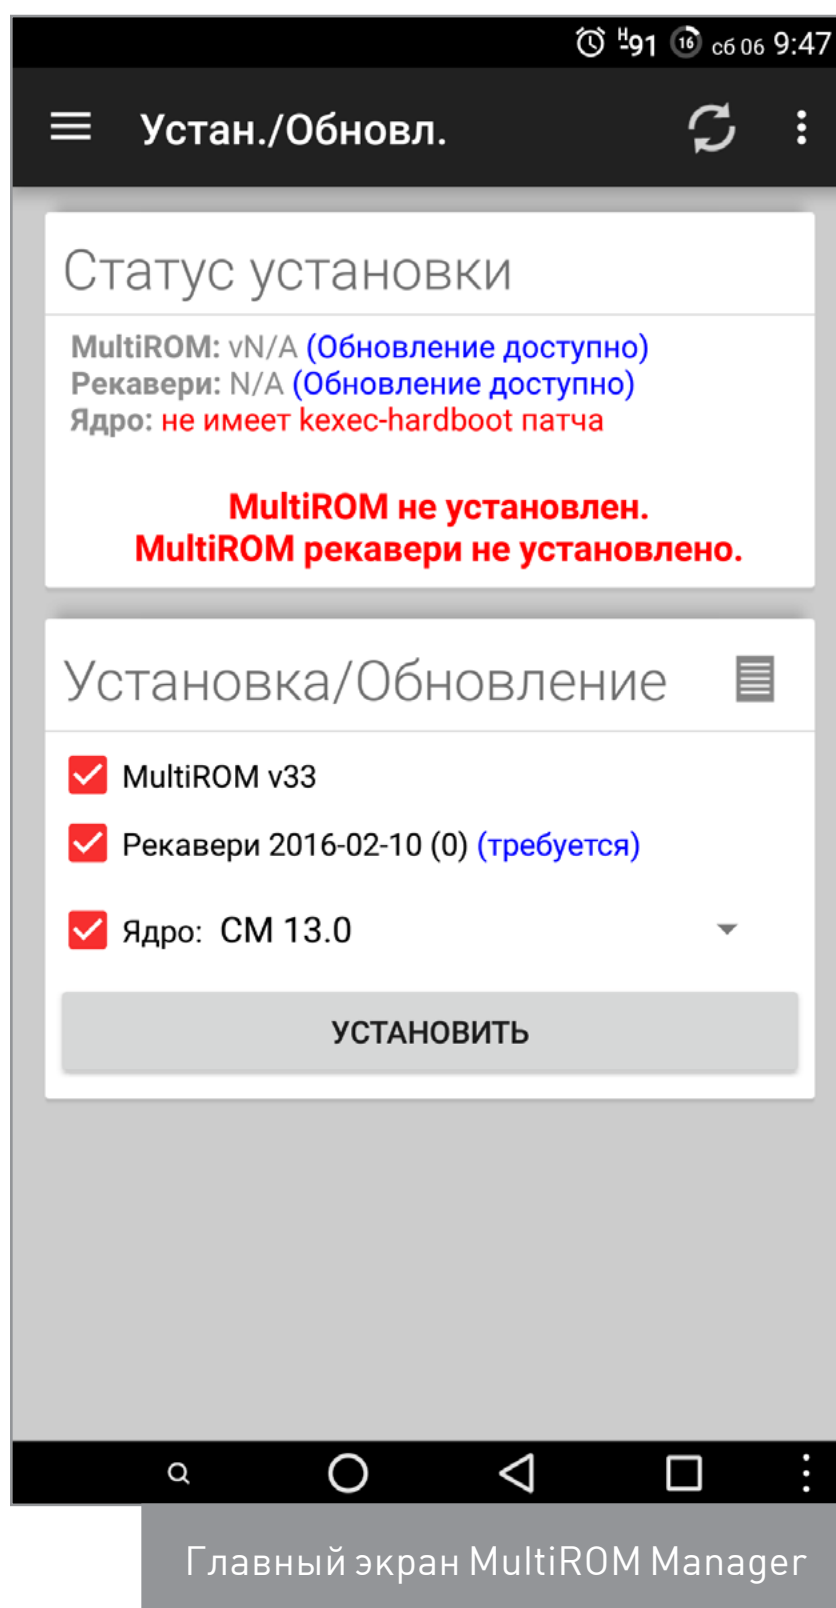 H -91 16 сб 06 9:47
Устан./Обновл.
Статус установки
MultiROM: vN/A (Обновление доступно)
Рекавери: N/A (Обновление доступно)
Ядро: не имеет kexec-hardboot патча
MultiROM не установлен.
MultiROM рекавери не установлено.
Установка/Обновление
MultiROM v33
Рекавери 2016-02-10 (0) (требуется)
Ядро: CM 13.0
УСТАНОВИТЬ
Главный экран MultiROM Manager